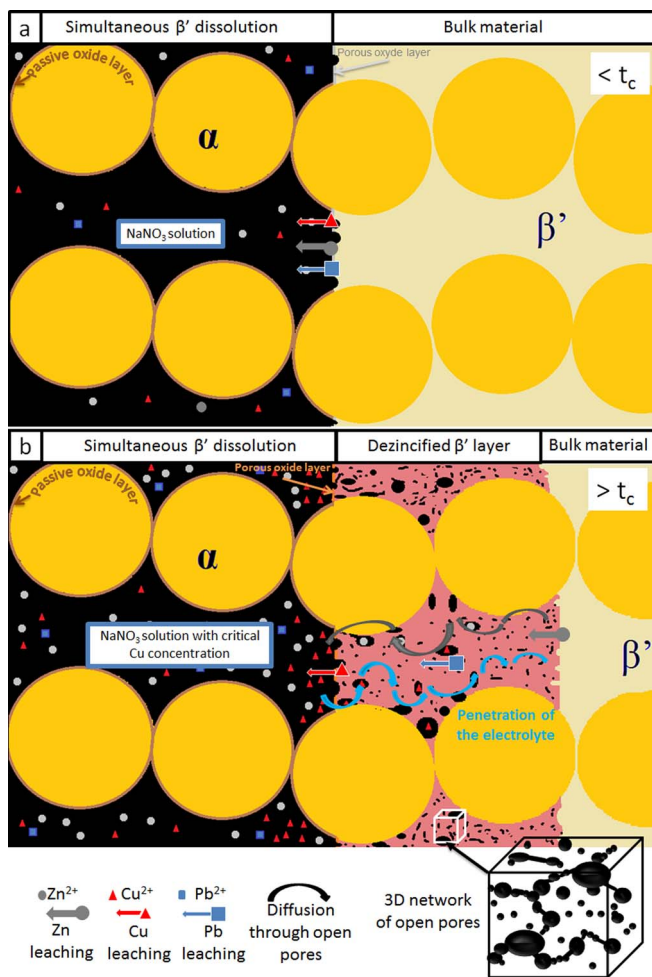 a
Simultaneous β’ dissolution
Bulk material
passive oxide layer
Porous oxyde layer
< tc
α
NaNO3 solution
β’
b
Simultaneous β’ dissolution
Dezincified β’ layer
Bulk material
passive oxide layer
Porous oxide layer
> tc
α
NaNO3 solution with critical
Cu concentration
β’
Penetration of
the electrolyte
Zn2+
Cu2+
Pb2+
Zn
leaching
Cu
leaching
Pb
leaching
Diffusion
through open
pores
3D network
of open pores